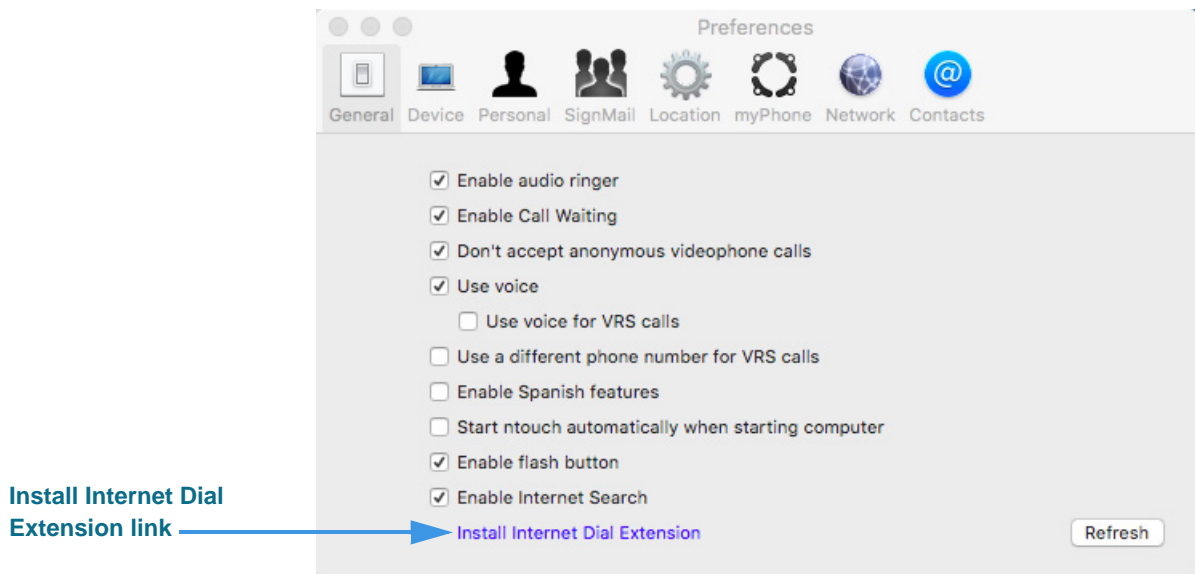 Preferences
General Device Personal SignMail Location myPhone Network Contacts
Enable audio ringer
Enable Call Waiting
Don't accept anonymous videophone calls
Use voice
Use voice for VRS calls
Use a different phone number for VRS calls
Enable Spanish features
Start ntouch automatically when starting computer
Enable flash button
Enable Internet Search
Install Internet Dial
Extension link
Install Internet Dial Extension
Refresh